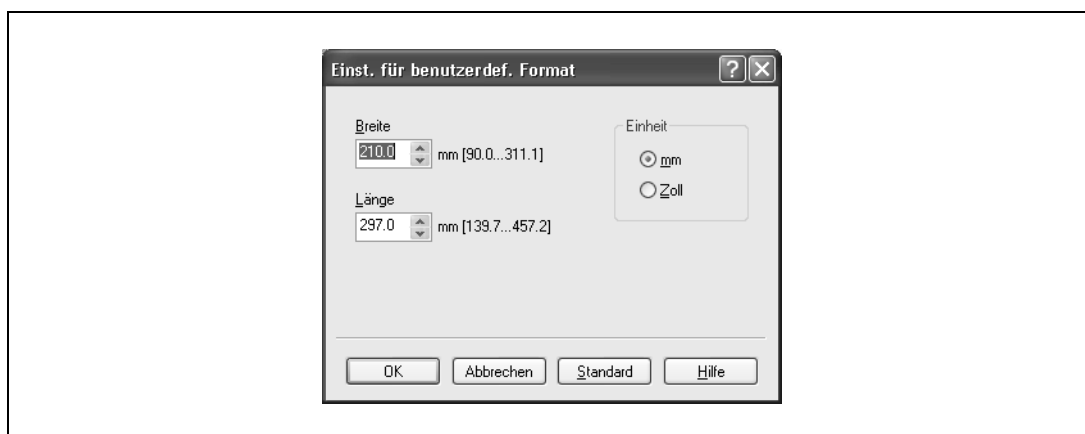 Einst. für benutzerdef. Format
Breite
210.0 mm [90.0...311.1]
Länge
297.0 mm [139.7...457.2]
Einheit
mm
Zoll
OK Abbrechen Standard Hilfe